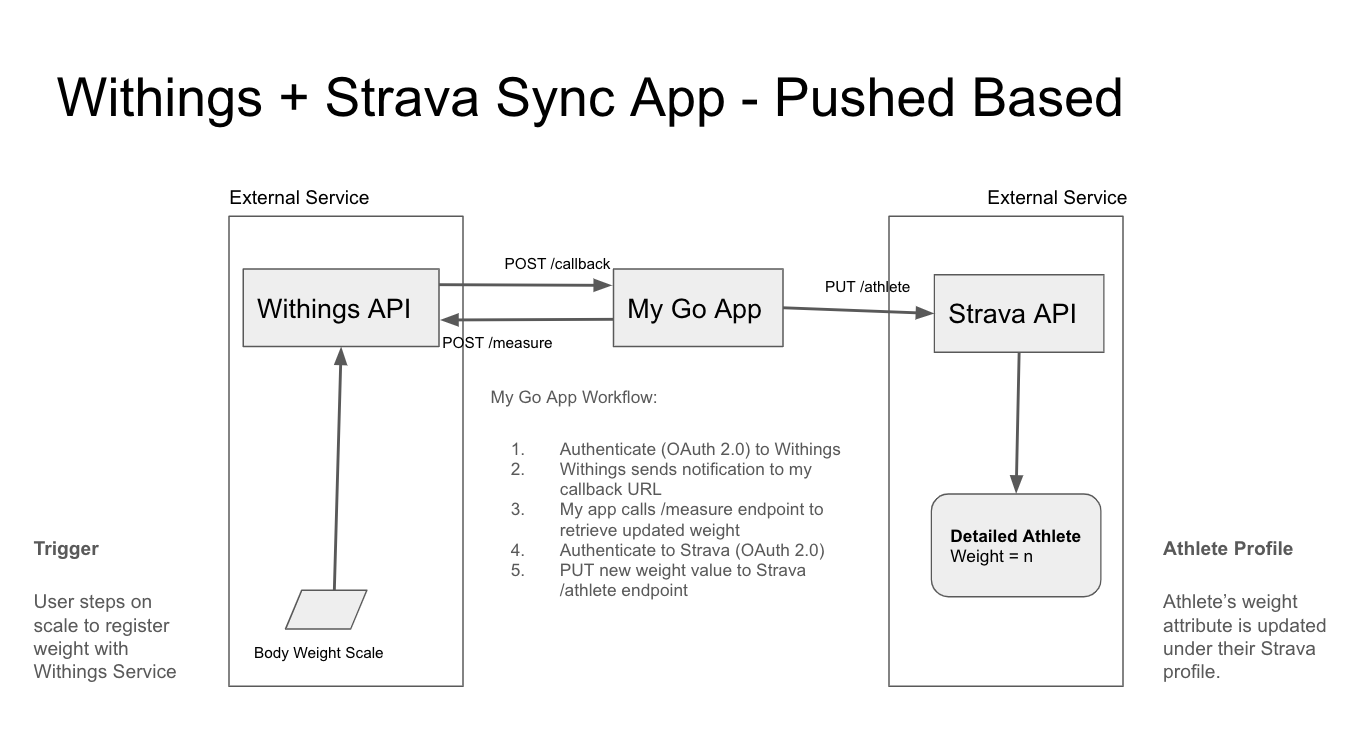 Withings + Strava Sync App - Pushed Based
External Service
External Service
POST /callback
PUT /athlete
Withings API
My Go App
Strava API
POST /measure
My Go App Workflow:
1. Authenticate (OAuth 2.0) to Withings
2. Withings sends notification to my
callback URL
3. My app calls /measure endpoint to
retrieve updated weight
4. Authenticate to Strava (OAuth 2.0)
5. PUT new weight value to Strava
/athlete endpoint
Detailed Athlete
Weight = n
Trigger
User steps on
scale to register
weight with
Withings Service
Body Weight Scale
Athlete Profile
Athlete’s weight
attribute is updated
under their Strava
profile.